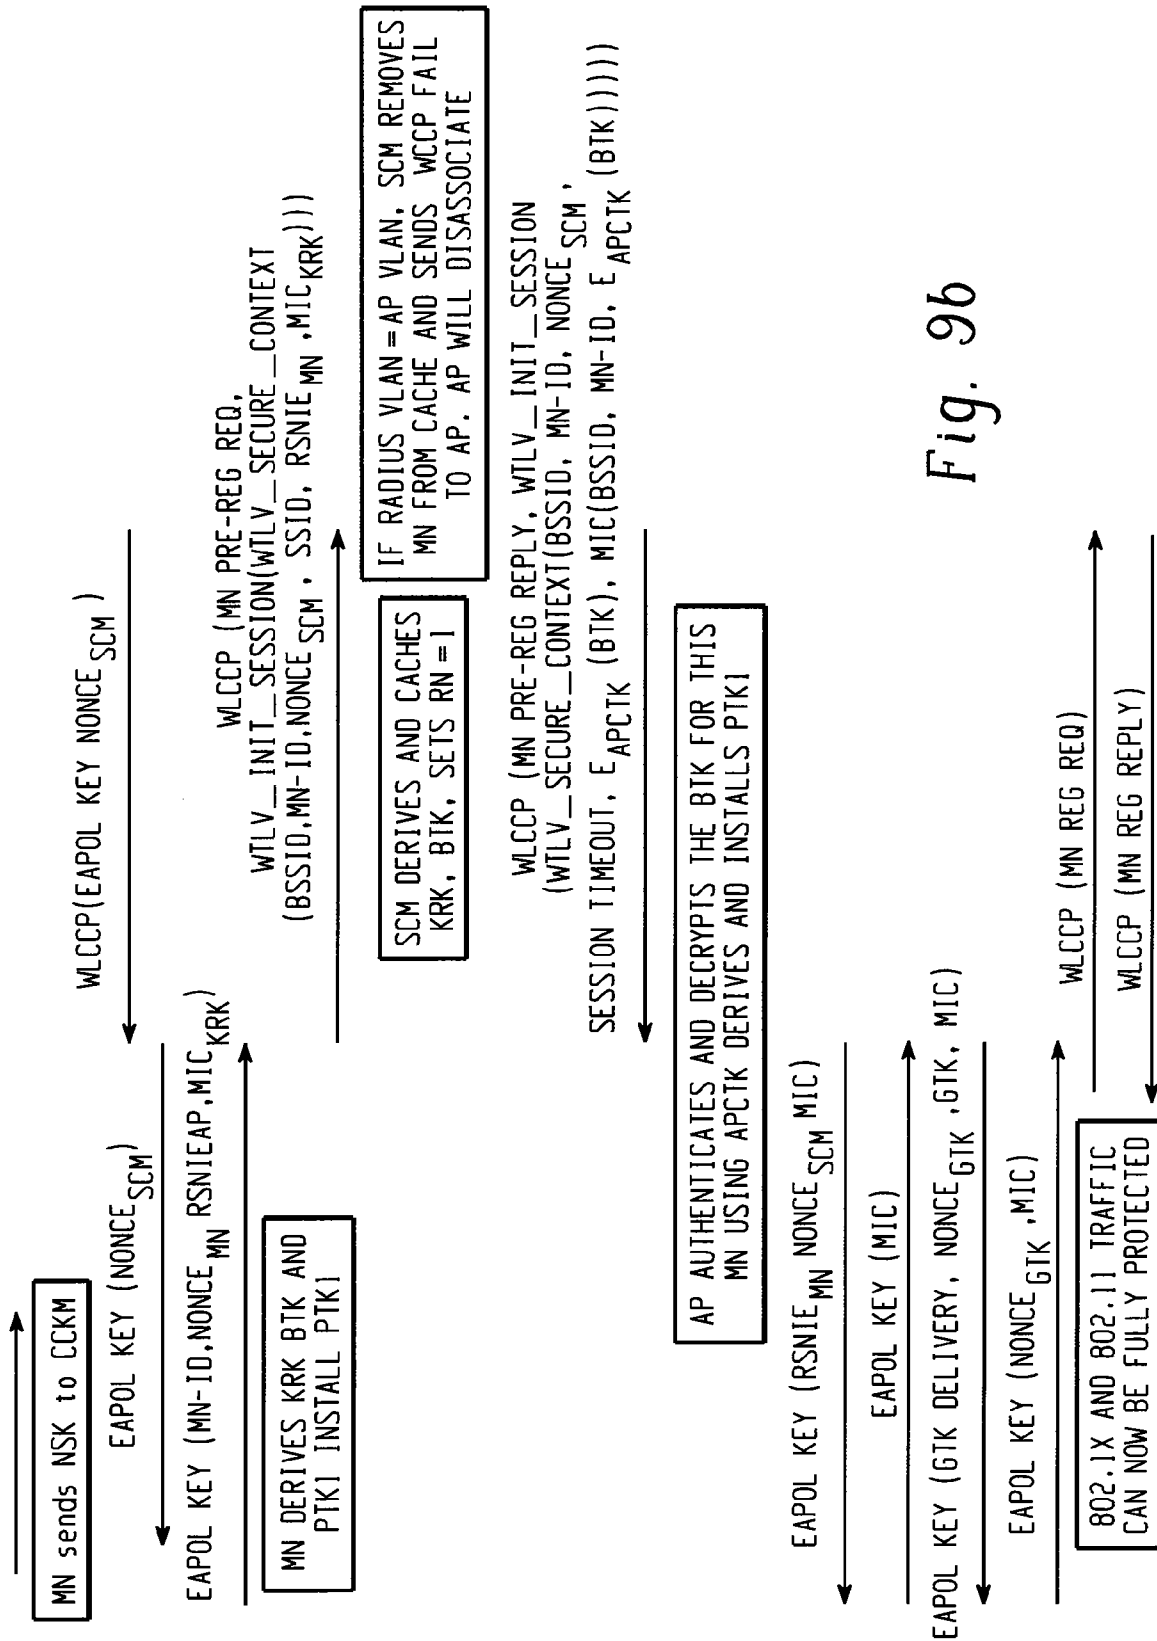 MN sends NSK to CCKM
WLCCP(EAPOL KEY NONCE SCM )
EAPOL KEY (NONCE SCM)
EAPOL KEY (MN-ID,NONCE MN RSNIEAP,MIC KRK)
WLCCP (MN PRE-REG REQ,
WTLV_INIT_SESSION(WTLV_SECURE_CONTEXT
(BSSID,MN-ID,NONCE SCM , SSID, RSNIE MN ,MIC KRK)))
MN DERIVES KRK BTK AND
PTK1 INSTALL PTK1
SCM DERIVES AND CACHES
KRK, BTK, SETS RN = 1
IF RADIUS VLAN = AP VLAN, SCM REMOVES
MN FROM CACHE AND SENDS WCCP FAIL
TO AP. AP WILL DISASSOCIATE
WLCCP (MN PRE-REG REPLY, WTLV_INIT_SESSION
(WTLV_SECURE_CONTEXT(BSSID, MN-ID, NONCE SCM ,
SESSION TIMEOUT, E APCTK (BTK), MIC(BSSID, MN-ID, E APCTK (BTK))))))
AP AUTHENTICATES AND DECRYPTS THE BTK FOR THIS
MN USING APCTK DERIVES AND INSTALLS PTK1
EAPOL KEY (RSNIE MN NONCE SCM MIC)
EAPOL KEY (MIC)
EAPOL KEY (GTK DELIVERY, NONCE GTK ,GTK, MIC)
EAPOL KEY (NONCE GTK ,MIC)
802.1X AND 802.11 TRAFFIC
CAN NOW BE FULLY PROTECTED
WLCCP (MN REG REQ)
WLCCP (MN REG REPLY)
Fig. 9b